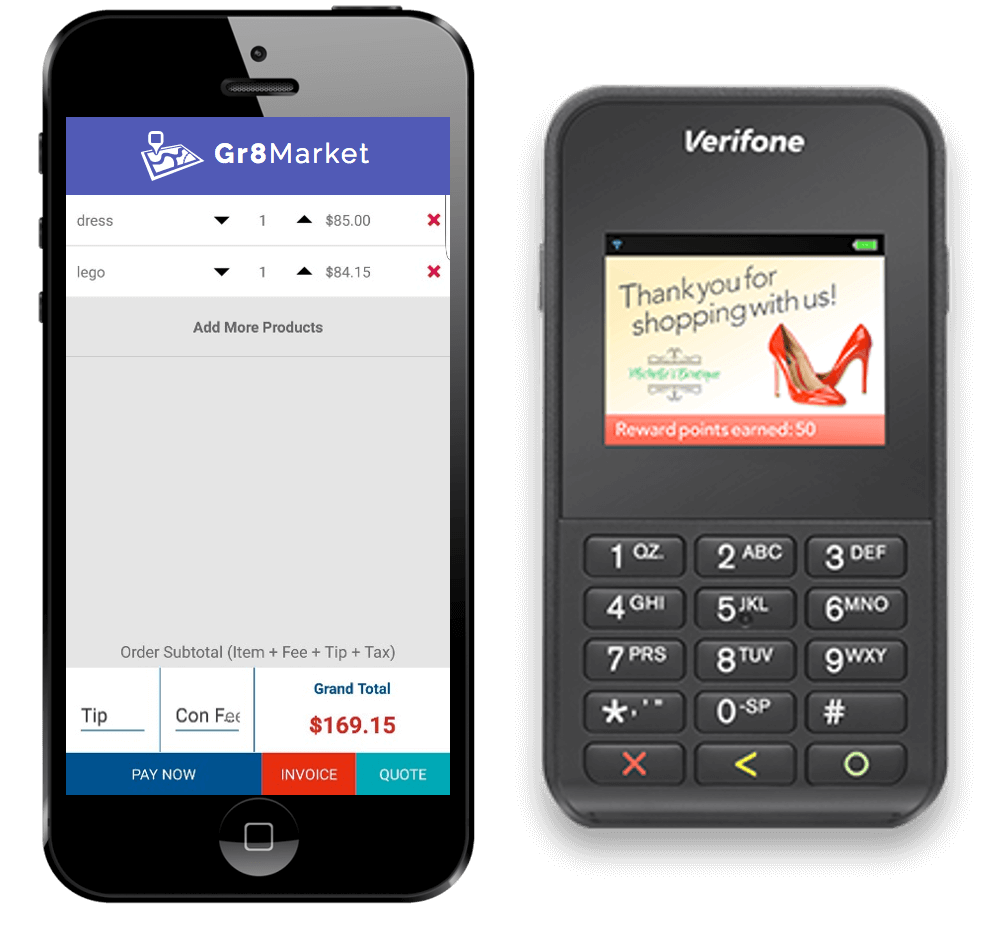 Gr8Market
dress 1 $85.00
lego 1 $84.15
Add More Products
Order Subtotal (Item + Fee + Tip + Tax)
Tip
Con Fee
Grand Total
$169.15
PAY NOW
INVOICE
QUOTE
Verifone
Thank you for
shopping with us!
Michelle's Boutique
Reward points earned: 50
1 QZ.
2 ABC
3 DEF
4 GHI
5 JKL
6 MNO
7 PRS
8 TUV
9 WXY
*,'"
0 -SP
#